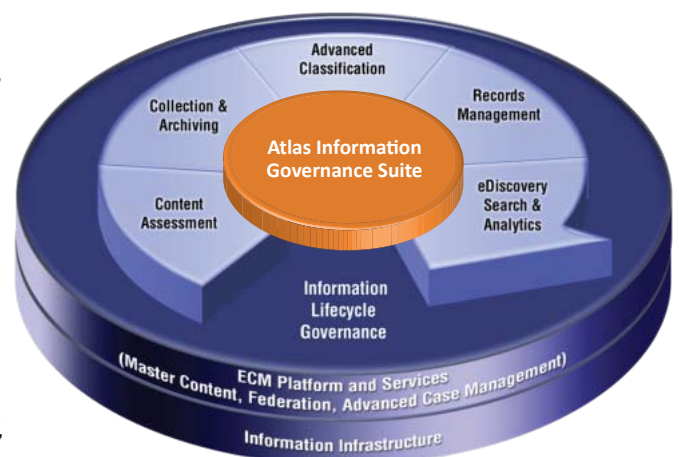 Advanced
Classification
Collection &
Archiving
Records
Management
Atlas Information
Governance Suite
Content
Assessment
eDiscovery
Search &
Analytics
Information
Lifecycle
Governance
ECM Platform and Services
(Master Content, Federation, Advanced Case Management)
Information Infrastructure